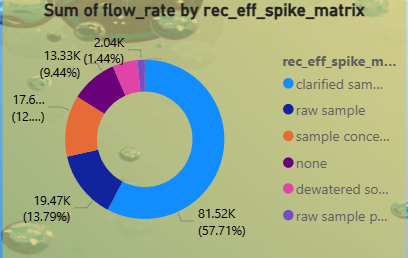 Sum of flow_rate by rec_eff_spike_matrix
2.04K
(1.44%)
13.33K
(9.44%)
17.6...
(12....)
19.47K
(13.79%)
81.52K
(57.71%)
rec_eff_spike_m...
clarified sam...
raw sample
sample conce...
none
dewatered so...
raw sample p...